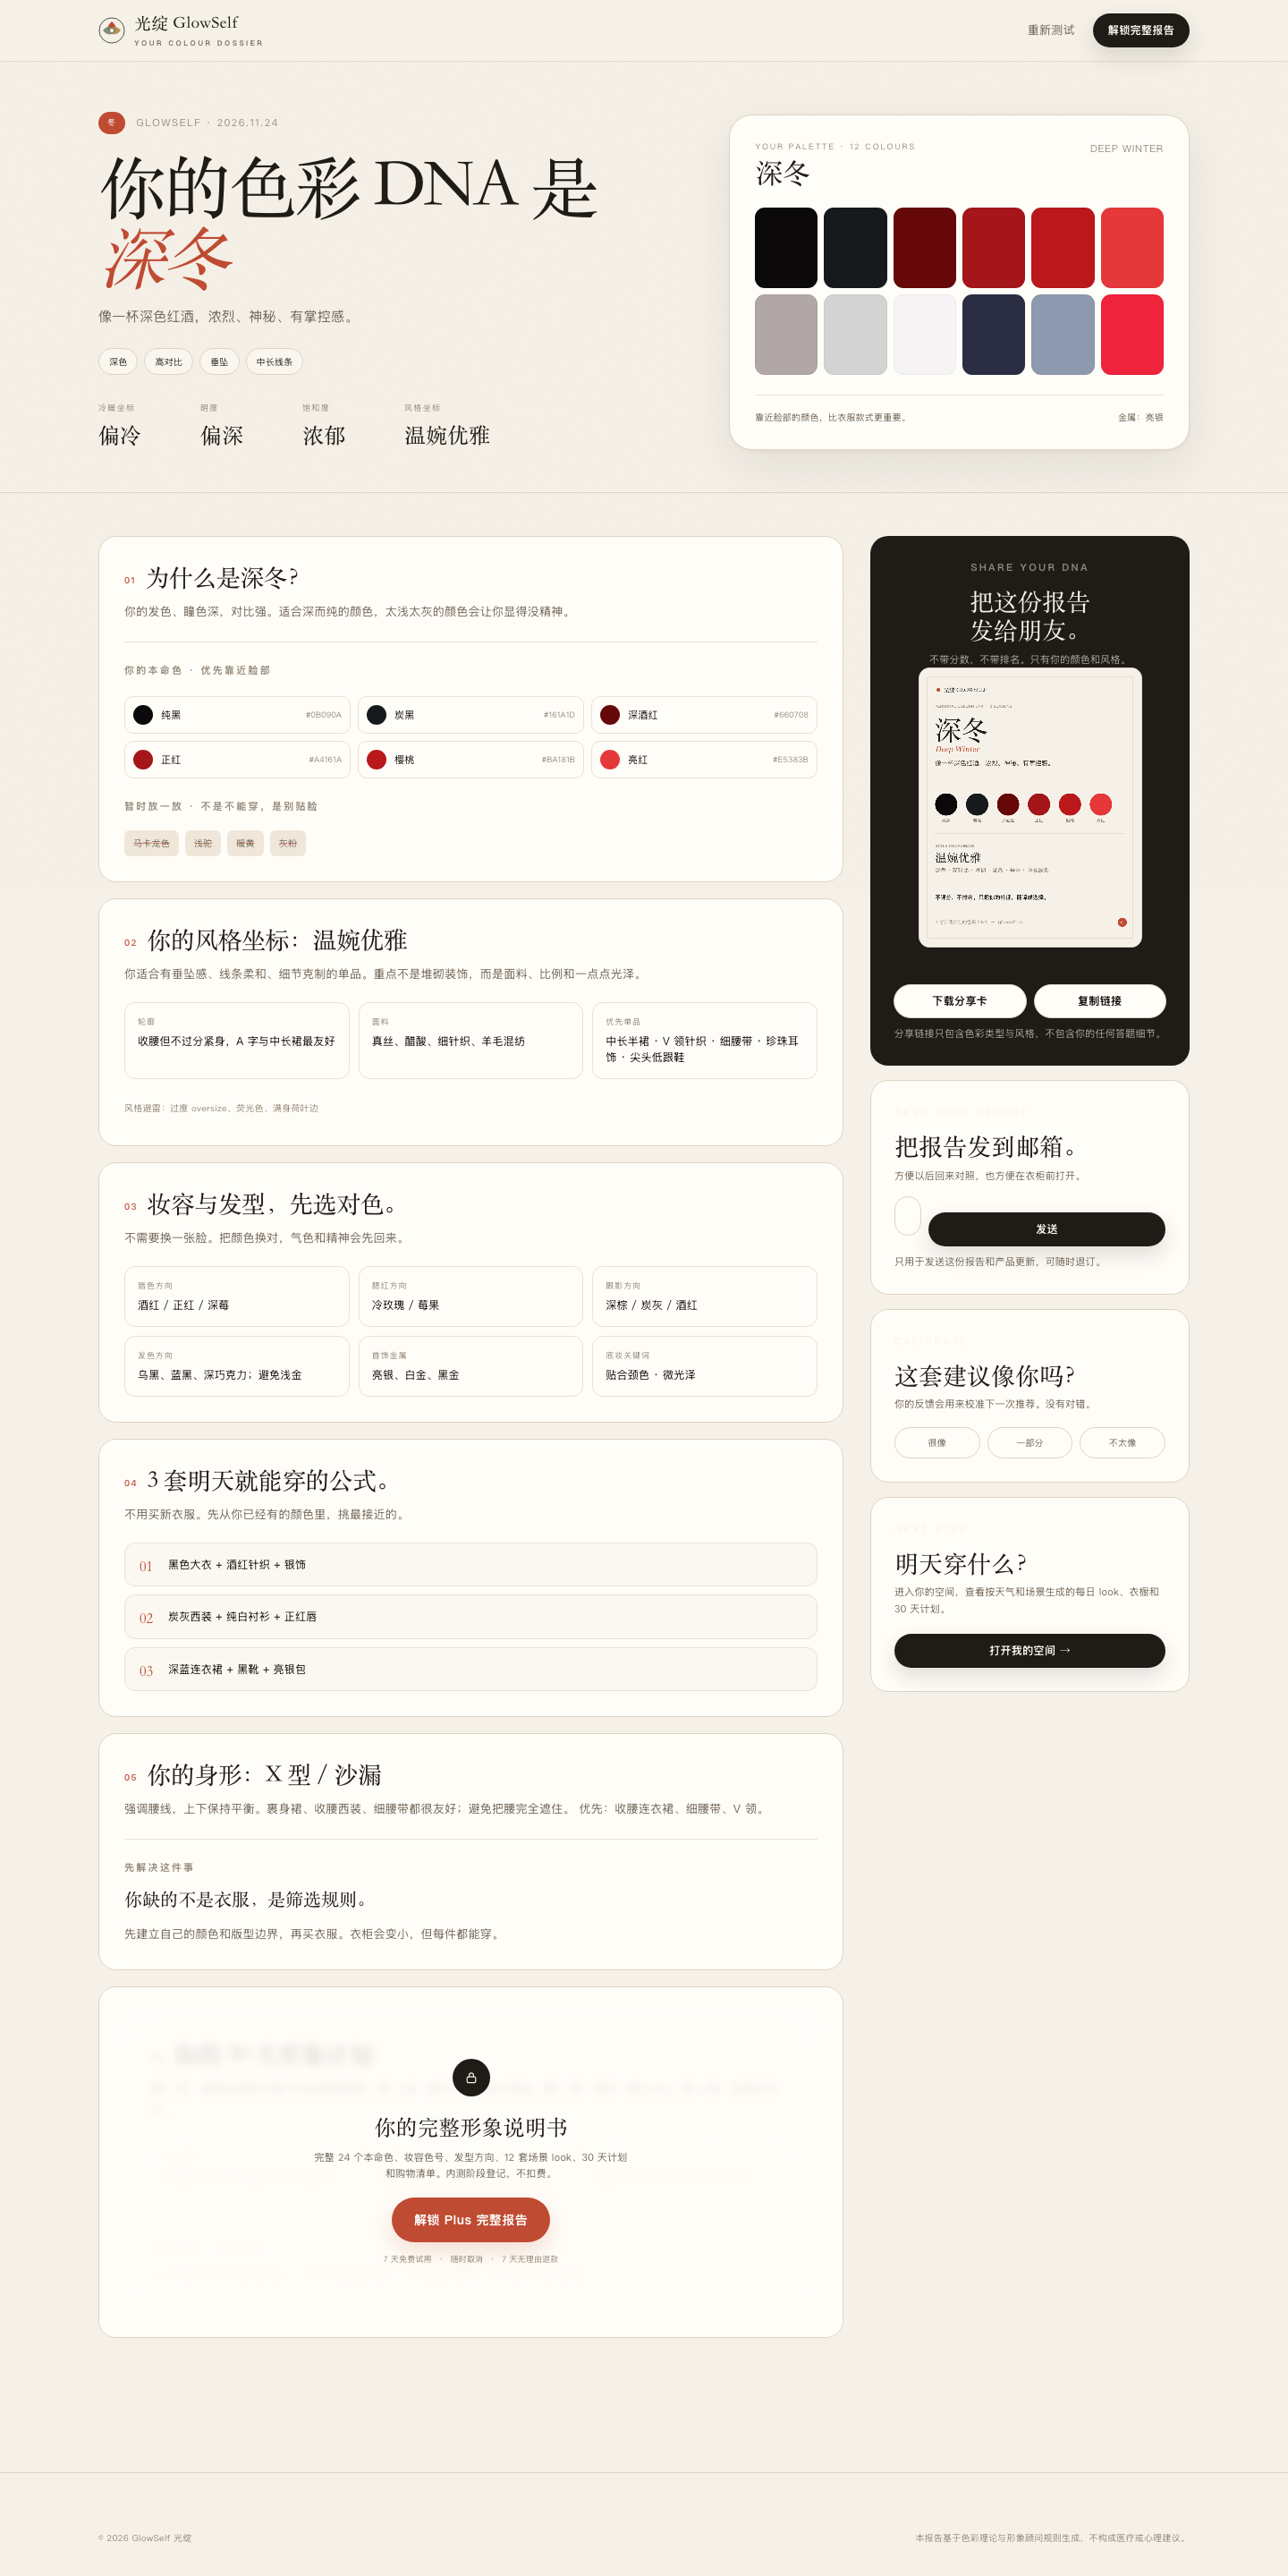 光绽 GlowSelf
YOUR COLOUR DOSSIER
重新测试
解锁完整报告
冬
GLOWSELF · 2026.11.24
你的色彩 DNA 是
深冬
像一杯深色红酒，浓烈、神秘、有掌控感。
深色
高对比
垂坠
中长线条
冷暖坐标
偏冷
明度
偏深
饱和度
浓郁
风格坐标
温婉优雅
YOUR PALETTE · 12 COLOURS
深冬
DEEP WINTER
靠近脸部的颜色，比衣服款式更重要。
金属：亮银
01 为什么是深冬？
你的发色、瞳色深，对比强。适合深而纯的颜色，太浅太灰的颜色会让你显得没精神。
你的本命色 · 优先靠近脸部
纯黑 #0B090A
炭黑 #161A1D
深酒红 #660708
正红 #A4161A
樱桃 #BA181B
亮红 #E5383B
暂时放一放 · 不是不能穿，是别贴脸
马卡龙色
浅驼
暖黄
灰粉
02 你的风格坐标：温婉优雅
你适合有垂坠感、线条柔和、细节克制的单品。重点不是堆砌装饰，而是面料、比例和一点点光泽。
轮廓
收腰但不过分紧身，A 字与中长裙最友好
面料
真丝、醋酸、细针织、羊毛混纺
优先单品
中长半裙 · V 领针织 · 细腰带 · 珍珠耳
饰 · 尖头低跟鞋
风格避雷：过度 oversize、荧光色、满身荷叶边
03 妆容与发型，先选对色。
不需要换一张脸。把颜色换对，气色和精神会先回来。
唇色方向
酒红 / 正红 / 深莓
腮红方向
冷玫瑰 / 莓果
眼影方向
深棕 / 炭灰 / 酒红
发色方向
乌黑、蓝黑、深巧克力；避免浅金
首饰金属
亮银、白金、黑金
底妆关键词
贴合颈色 · 微光泽
04 3 套明天就能穿的公式。
不用买新衣服。先从你已经有的颜色里，挑最接近的。
01 黑色大衣 + 酒红针织 + 银饰
02 炭灰西装 + 纯白衬衫 + 正红唇
03 深蓝连衣裙 + 黑靴 + 亮银包
05 你的身形：X 型 / 沙漏
强调腰线，上下保持平衡。裹身裙、收腰西装、细腰带都很友好；避免把腰完全遮住。 优先：收腰连衣裙、细腰带、V 领。
先解决这件事
你缺的不是衣服，是筛选规则。
先建立自己的颜色和版型边界，再买衣服。衣柜会变小，但每件都能穿。
你的完整形象说明书
完整 24 个本命色、妆容色号、发型方向、12 套场景 look、30 天计划
和购物清单。内测阶段登记，不扣费。
解锁 Plus 完整报告
7 天免费试用 · 随时取消 · 7 天无理由退款
SHARE YOUR DNA
把这份报告
发给朋友。
不带分数，不带排名。只有你的颜色和风格。
深冬
Deep Winter
像一杯深色红酒，浓烈、神秘、有掌控感。
温婉优雅
下载分享卡
复制链接
分享链接只包含色彩类型与风格，不包含你的任何答题细节。
SAVE YOUR REPORT
把报告发到邮箱。
方便以后回来对照，也方便在衣柜前打开。
发送
只用于发送这份报告和产品更新，可随时退订。
CALIBRATE
这套建议像你吗？
你的反馈会用来校准下一次推荐。没有对错。
很像
一部分
不太像
NEXT STEP
明天穿什么？
进入你的空间，查看按天气和场景生成的每日 look、衣橱和
30 天计划。
打开我的空间 →
© 2026 GlowSelf 光绽
本报告基于色彩理论与形象顾问规则生成，不构成医疗或心理建议。